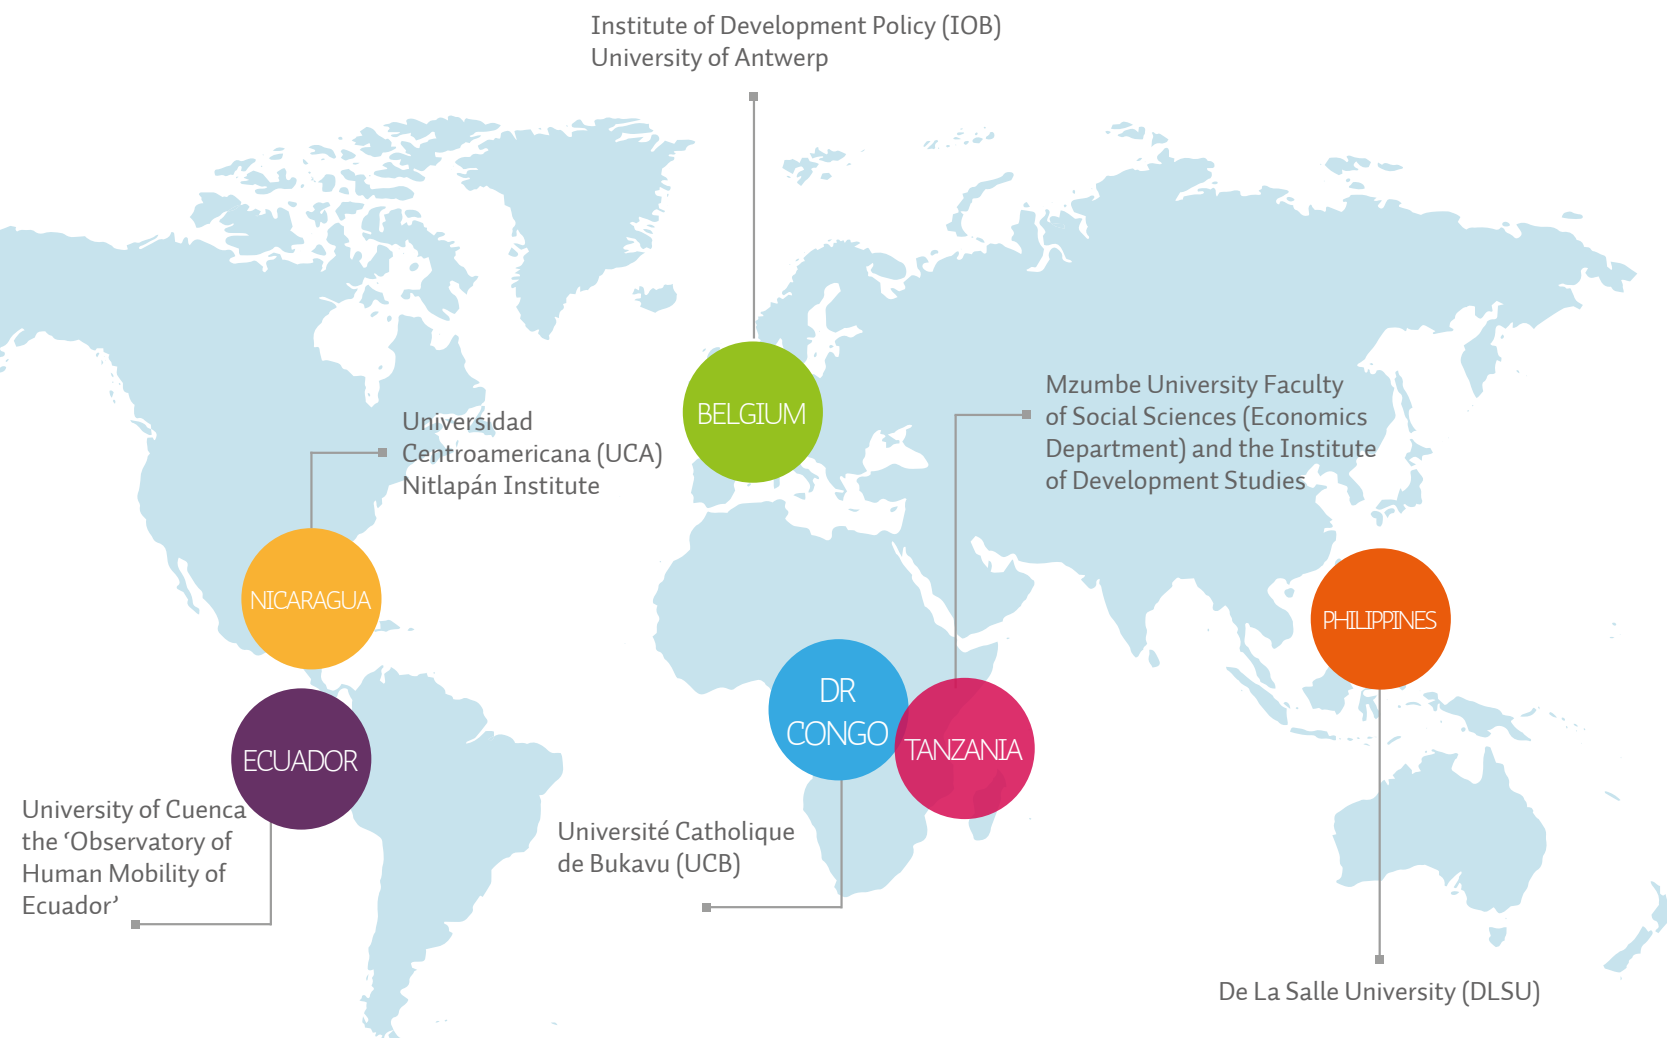 Institute of Development Policy (IOB)
University of Antwerp
BELGIUM
Mzumbe University Faculty
of Social Sciences (Economics
Department) and the Institute
of Development Studies
Universidad
Centroamericana (UCA)
Nitlapán Institute
NICARAGUA
PHILIPPINES
DR
CONGO
TANZANIA
ECUADOR
University of Cuenca
the ‘Observatory of
Human Mobility of
Ecuador’
Université Catholique
de Bukavu (UCB)
De La Salle University (DLSU)